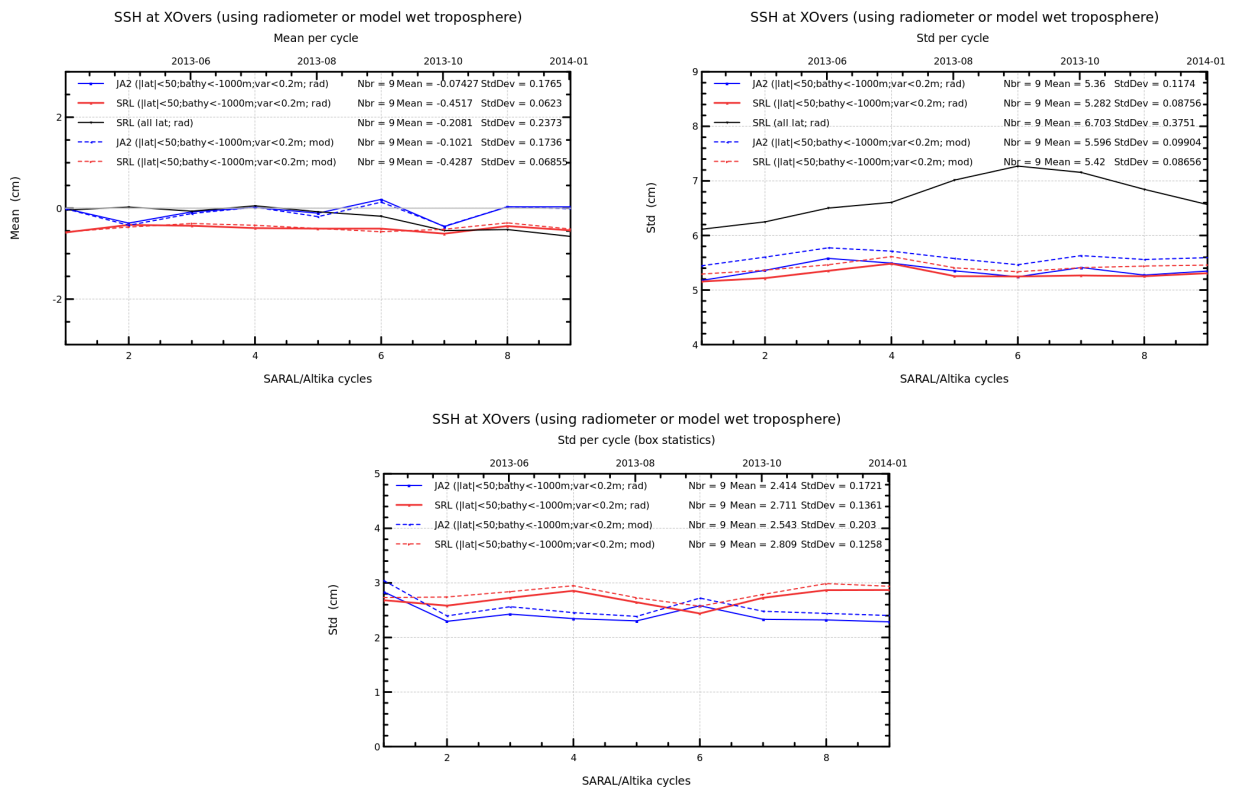 SSH at XOvers (using radiometer or model wet troposphere)
Mean per cycle
2013-06 2013-08 2013-10 2014-01
JA2 (|lat|<50;bathy<-1000m;var<0.2m; rad) Nbr = 9 Mean = -0.07427 StdDev = 0.1765
SRL (|lat|<50;bathy<-1000m;var<0.2m; rad) Nbr = 9 Mean = -0.4517 StdDev = 0.0623
SRL (all lat; rad) Nbr = 9 Mean = -0.2081 StdDev = 0.2373
JA2 (|lat|<50;bathy<-1000m;var<0.2m; mod) Nbr = 9 Mean = -0.1021 StdDev = 0.1736
SRL (|lat|<50;bathy<-1000m;var<0.2m; mod) Nbr = 9 Mean = -0.4287 StdDev = 0.06855
2
0
-2
Mean (cm)
2 4 6 8
SARAL/Altika cycles
SSH at XOvers (using radiometer or model wet troposphere)
Std per cycle
2013-06 2013-08 2013-10 2014-01
JA2 (|lat|<50;bathy<-1000m;var<0.2m; rad) Nbr = 9 Mean = 5.36 StdDev = 0.1174
SRL (|lat|<50;bathy<-1000m;var<0.2m; rad) Nbr = 9 Mean = 5.282 StdDev = 0.08756
SRL (all lat; rad) Nbr = 9 Mean = 6.703 StdDev = 0.3751
JA2 (|lat|<50;bathy<-1000m;var<0.2m; mod) Nbr = 9 Mean = 5.596 StdDev = 0.09904
SRL (|lat|<50;bathy<-1000m;var<0.2m; mod) Nbr = 9 Mean = 5.42 StdDev = 0.08656
9
8
7
6
5
4
Std (cm)
2 4 6 8
SARAL/Altika cycles
SSH at XOvers (using radiometer or model wet troposphere)
Std per cycle (box statistics)
2013-06 2013-08 2013-10 2014-01
JA2 (|lat|<50;bathy<-1000m;var<0.2m; rad) Nbr = 9 Mean = 2.414 StdDev = 0.1721
SRL (|lat|<50;bathy<-1000m;var<0.2m; rad) Nbr = 9 Mean = 2.711 StdDev = 0.1361
JA2 (|lat|<50;bathy<-1000m;var<0.2m; mod) Nbr = 9 Mean = 2.543 StdDev = 0.203
SRL (|lat|<50;bathy<-1000m;var<0.2m; mod) Nbr = 9 Mean = 2.809 StdDev = 0.1258
5
4
3
2
1
0
Std (cm)
2 4 6 8
SARAL/Altika cycles